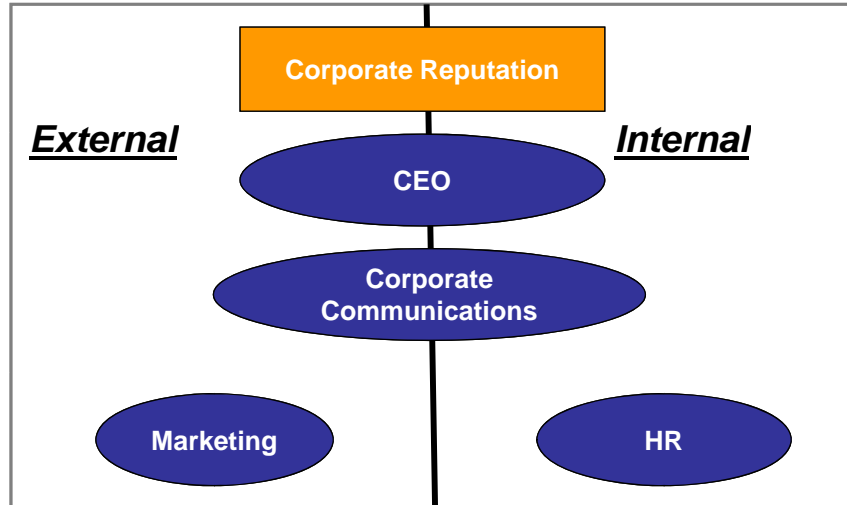 Corporate Reputation
External
Internal
CEO
Corporate
Communications
Marketing
HR